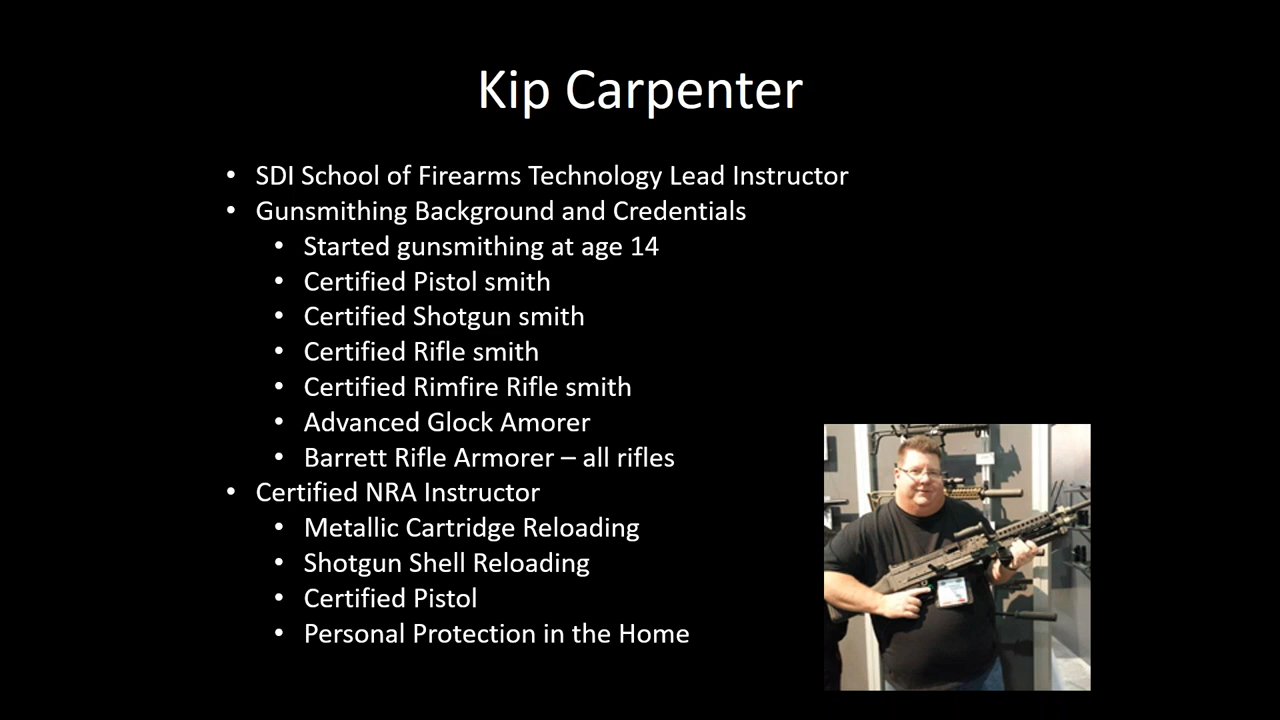 Kip Carpenter
• SDI School of Firearms Technology Lead Instructor
• Gunsmithing Background and Credentials
• Started gunsmithing at age 14
• Certified Pistol smith
• Certified Shotgun smith
• Certified Rifle smith
• Certified Rimfire Rifle smith
• Advanced Glock Amorer
• Barrett Rifle Armorer – all rifles
• Certified NRA Instructor
• Metallic Cartridge Reloading
• Shotgun Shell Reloading
• Certified Pistol
• Personal Protection in the Home